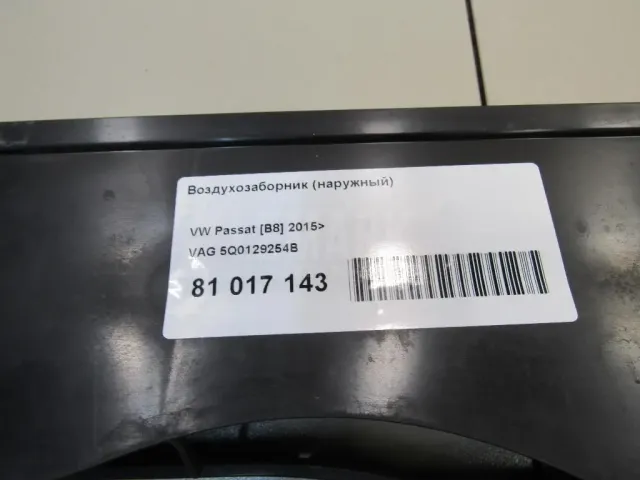 Воздухозаборник (наружный)
VW Passat [B8] 2015>
VAG 5Q0129254B
81 017 143